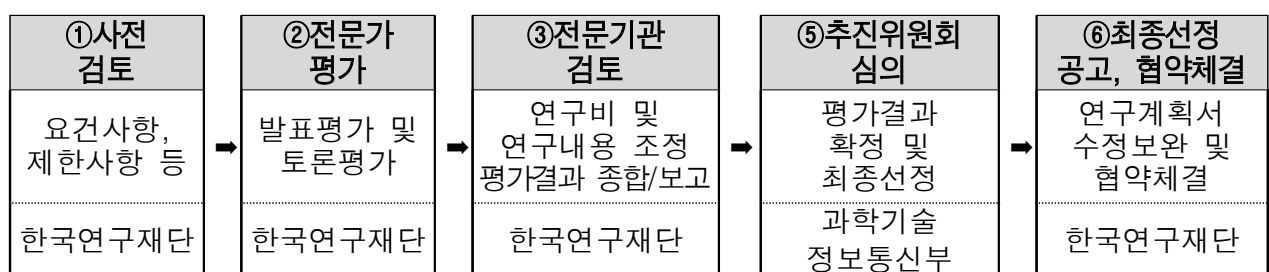 ①사전
검토
요건사항,
제한사항 등
한국연구재단
➡
②전문가
평가
발표평가 및
토론평가
한국연구재단
➡
③전문기관
검토
연구비 및
연구내용 조정
평가결과 종합/보고
한국연구재단
➡
⑤추진위원회
심의
평가결과
확정 및
최종선정
과학기술
정보통신부
➡
⑥최종선정
공고, 협약체결
연구계획서
수정보완 및
협약체결
한국연구재단